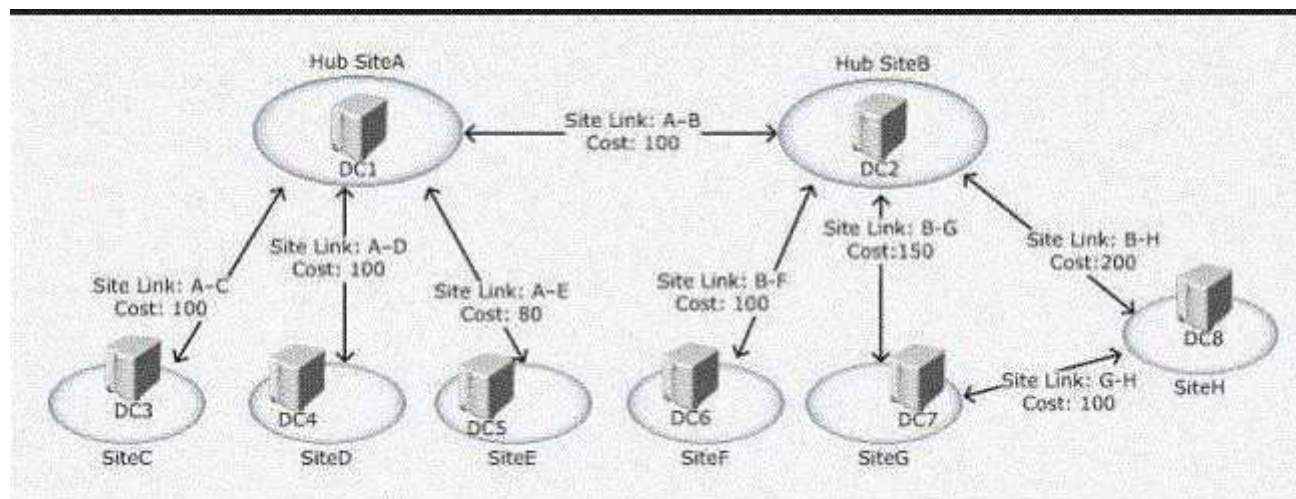 Hub SiteA
Hub SiteB
Site Link: A-B
Cost: 100
DC1
DC2
Site Link: A-D
Cost: 100
Site Link: B-G
Cost:150
Site Link: B-H
Cost:200
Site Link: A-C
Cost: 100
Site Link: A-E
Cost: 80
Site Link: B-F
Cost: 100
DC8
SiteH
Site Link: G-H
Cost: 100
DC3
DC4
DC5
DC6
DC7
SiteC
SiteD
SiteE
SiteF
SiteG